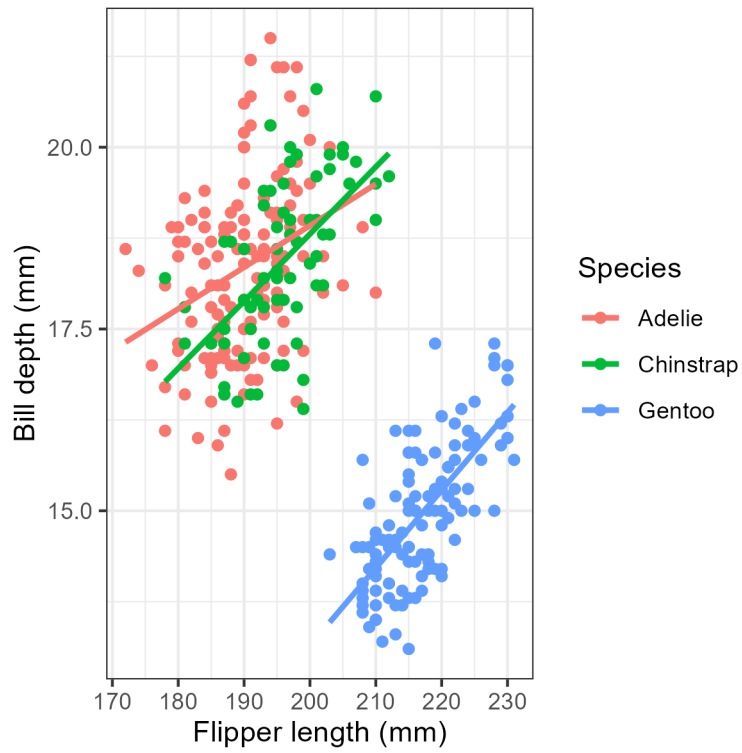 20.0
17.5
15.0
170 180 190 200 210 220 230
Flipper length (mm)
Bill depth (mm)
Species
Adelie
Chinstrap
Gentoo